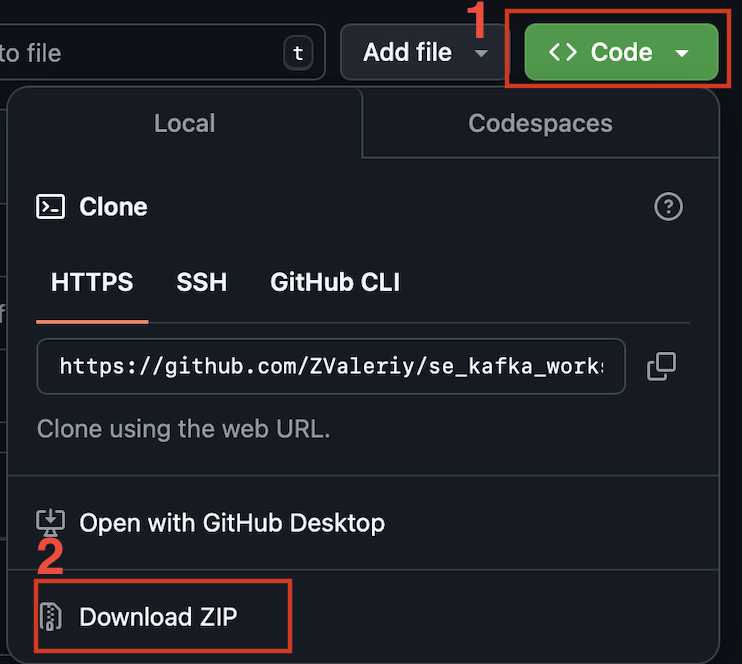 1
to file t Add file <> Code
Local Codespaces
Clone
HTTPS SSH GitHub CLI
https://github.com/ZValeriy/se_kafka_works
Clone using the web URL.
Open with GitHub Desktop
2
Download ZIP